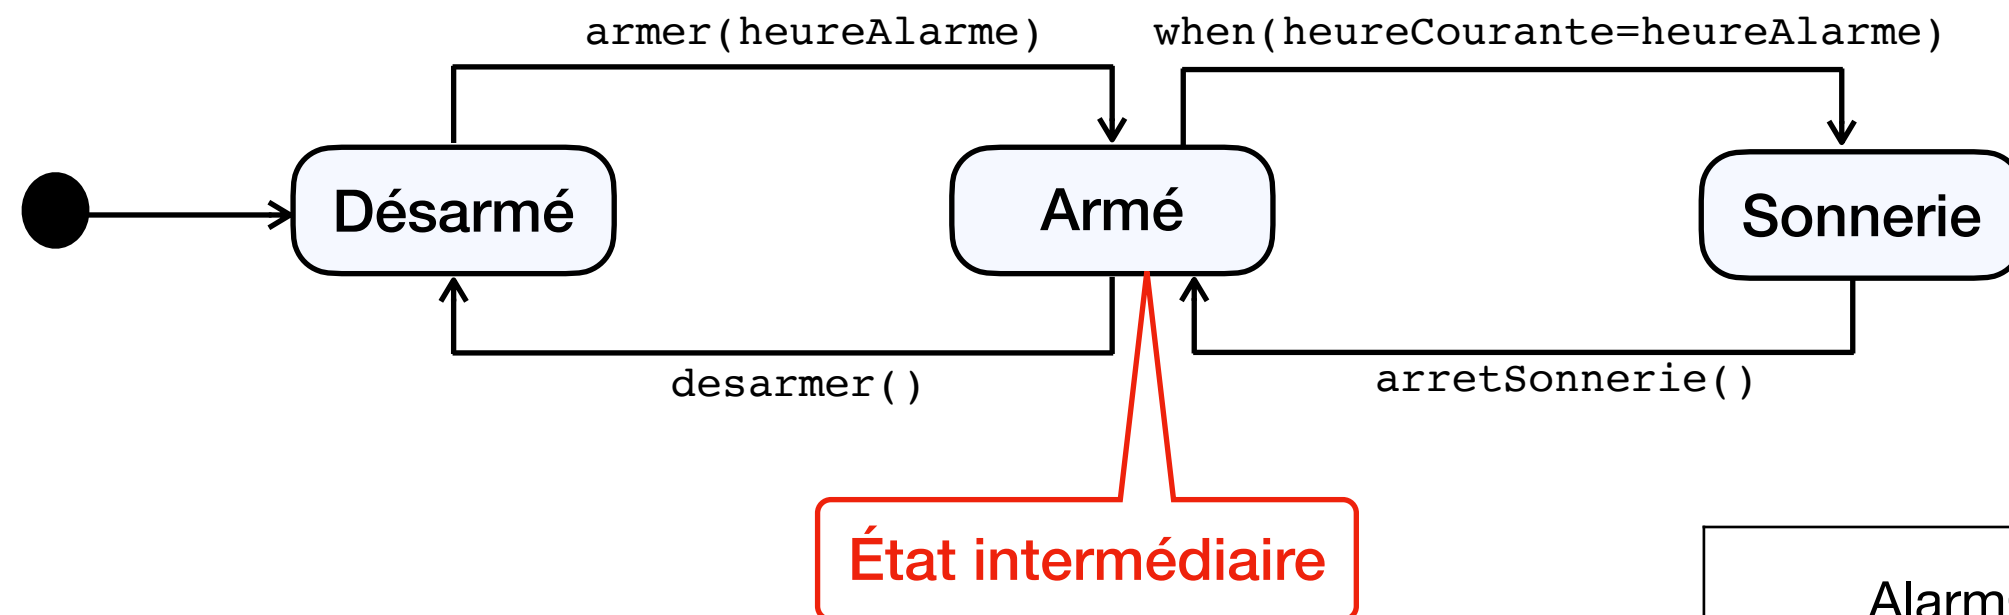 armer(heureAlarme)
when(heureCourante=heureAlarme)
Désarmé
Armé
Sonnerie
desarmer()
arretSonnerie()
État intermédiaire